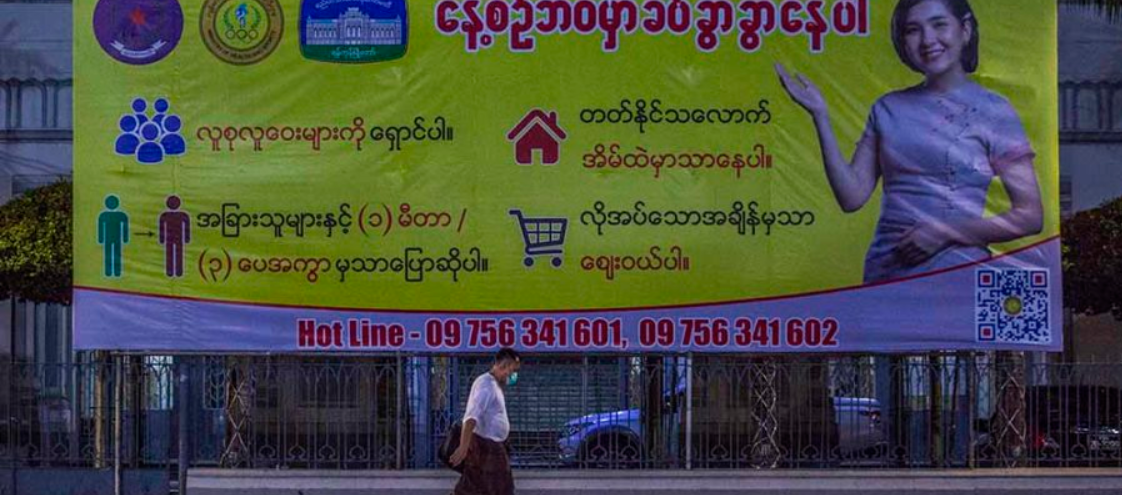 နေ့စဉ်ဘဝမှာခပ်ခွာခွာနေပါ
လူစုလူဝေးများကို ရှောင်ပါ။
တတ်နိုင်သလောက်
အိမ်ထဲမှာသာနေပါ။
အခြားသူများနှင့် (၁) မီတာ /
(၃) ပေအကွာ မှသာပြောဆိုပါ။
လိုအပ်သောအချိန်မှသာ
ဈေးဝယ်ပါ။
Hot Line - 09 756 341 601, 09 756 341 602